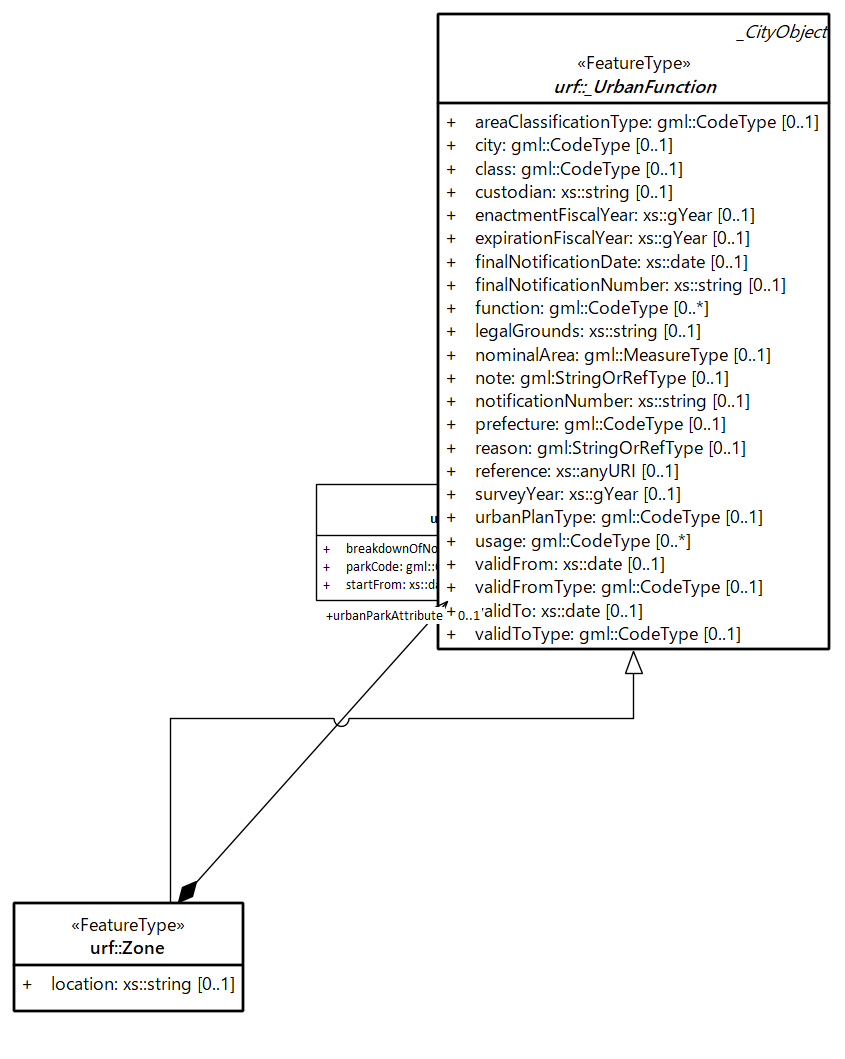 _CityObject
«FeatureType»
urf::_UrbanFunction
+ areaClassificationType: gml::CodeType [0..1]
+ city: gml::CodeType [0..1]
+ class: gml::CodeType [0..1]
+ custodian: xs::string [0..1]
+ enactmentFiscalYear: xs::gYear [0..1]
+ expirationFiscalYear: xs::gYear [0..1]
+ finalNotificationDate: xs::date [0..1]
+ finalNotificationNumber: xs::string [0..1]
+ function: gml::CodeType [0..*]
+ legalGrounds: xs::string [0..1]
+ nominalArea: gml::MeasureType [0..1]
+ note: gml:StringOrRefType [0..1]
+ notificationNumber: xs::string [0..1]
+ prefecture: gml::CodeType [0..1]
+ reason: gml:StringOrRefType [0..1]
+ reference: xs::anyURI [0..1]
+ surveyYear: xs::gYear [0..1]
+ urbanPlanType: gml::CodeType [0..1]
+ usage: gml::CodeType [0..*]
+ validFrom: xs::date [0..1]
+ validFromType: gml::CodeType [0..1]
+ validTo: xs::date [0..1]
+ validToType: gml::CodeType [0..1]
+ breakdownOfNo
+ parkCode: gml::
+ startFrom: xs::da
+urbanParkAttribute 0..1
«FeatureType»
urf::Zone
+ location: xs::string [0..1]